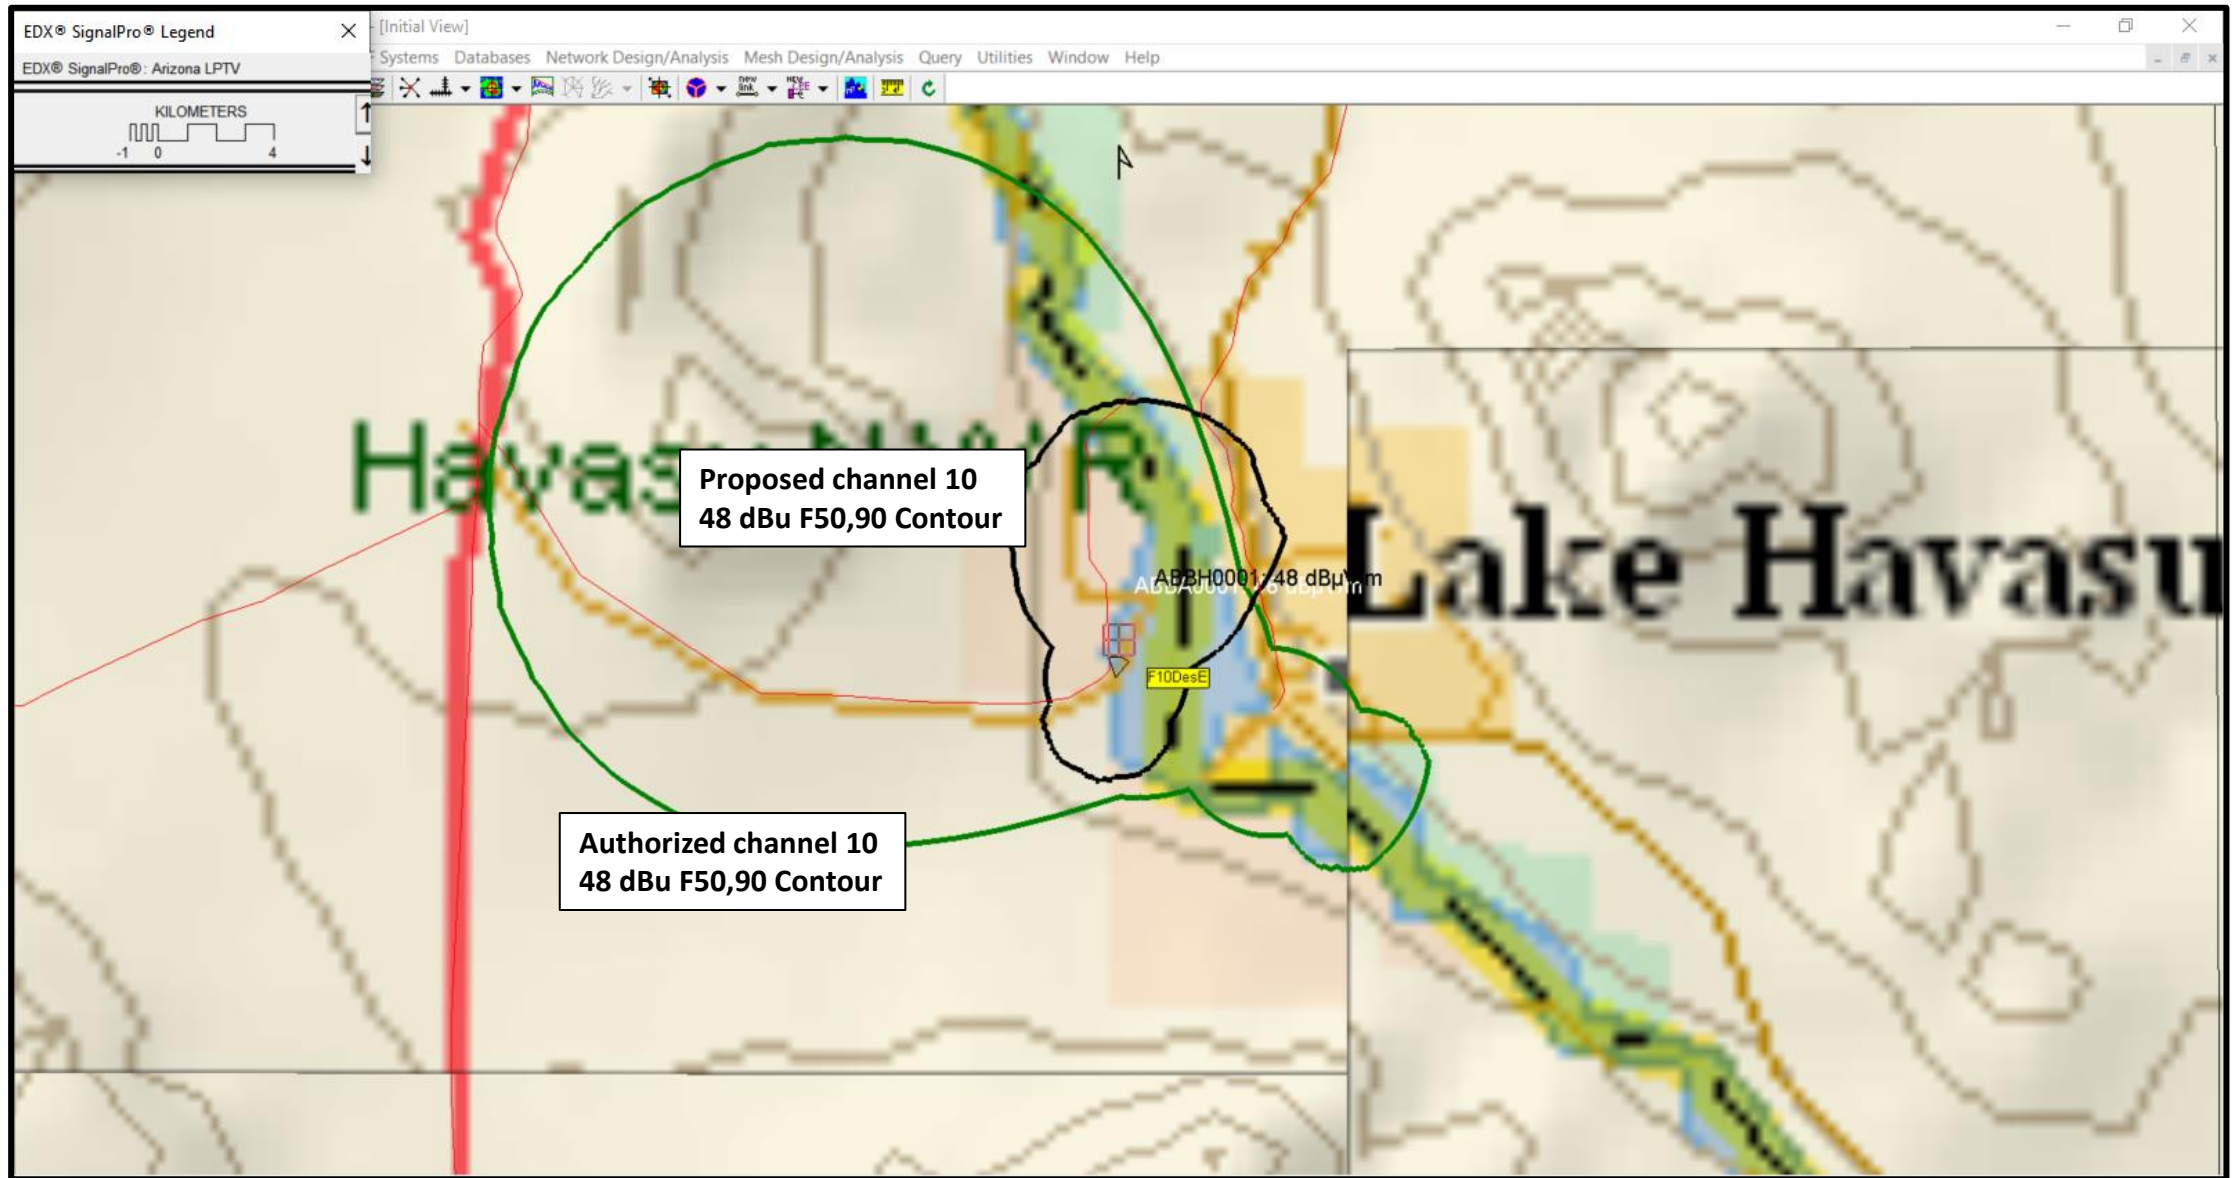 EDX® SignalPro® Legend
- [Initial View]
EDX® SignalPro®: Arizona LPTV
Systems Databases Network Design/Analysis Mesh Design/Analysis Query Utilities Window Help
KILOMETERS
-1 0 4
Proposed channel 10
48 dBu F50,90 Contour
Lake Havasu
F10DesE
Authorized channel 10
48 dBu F50,90 Contour